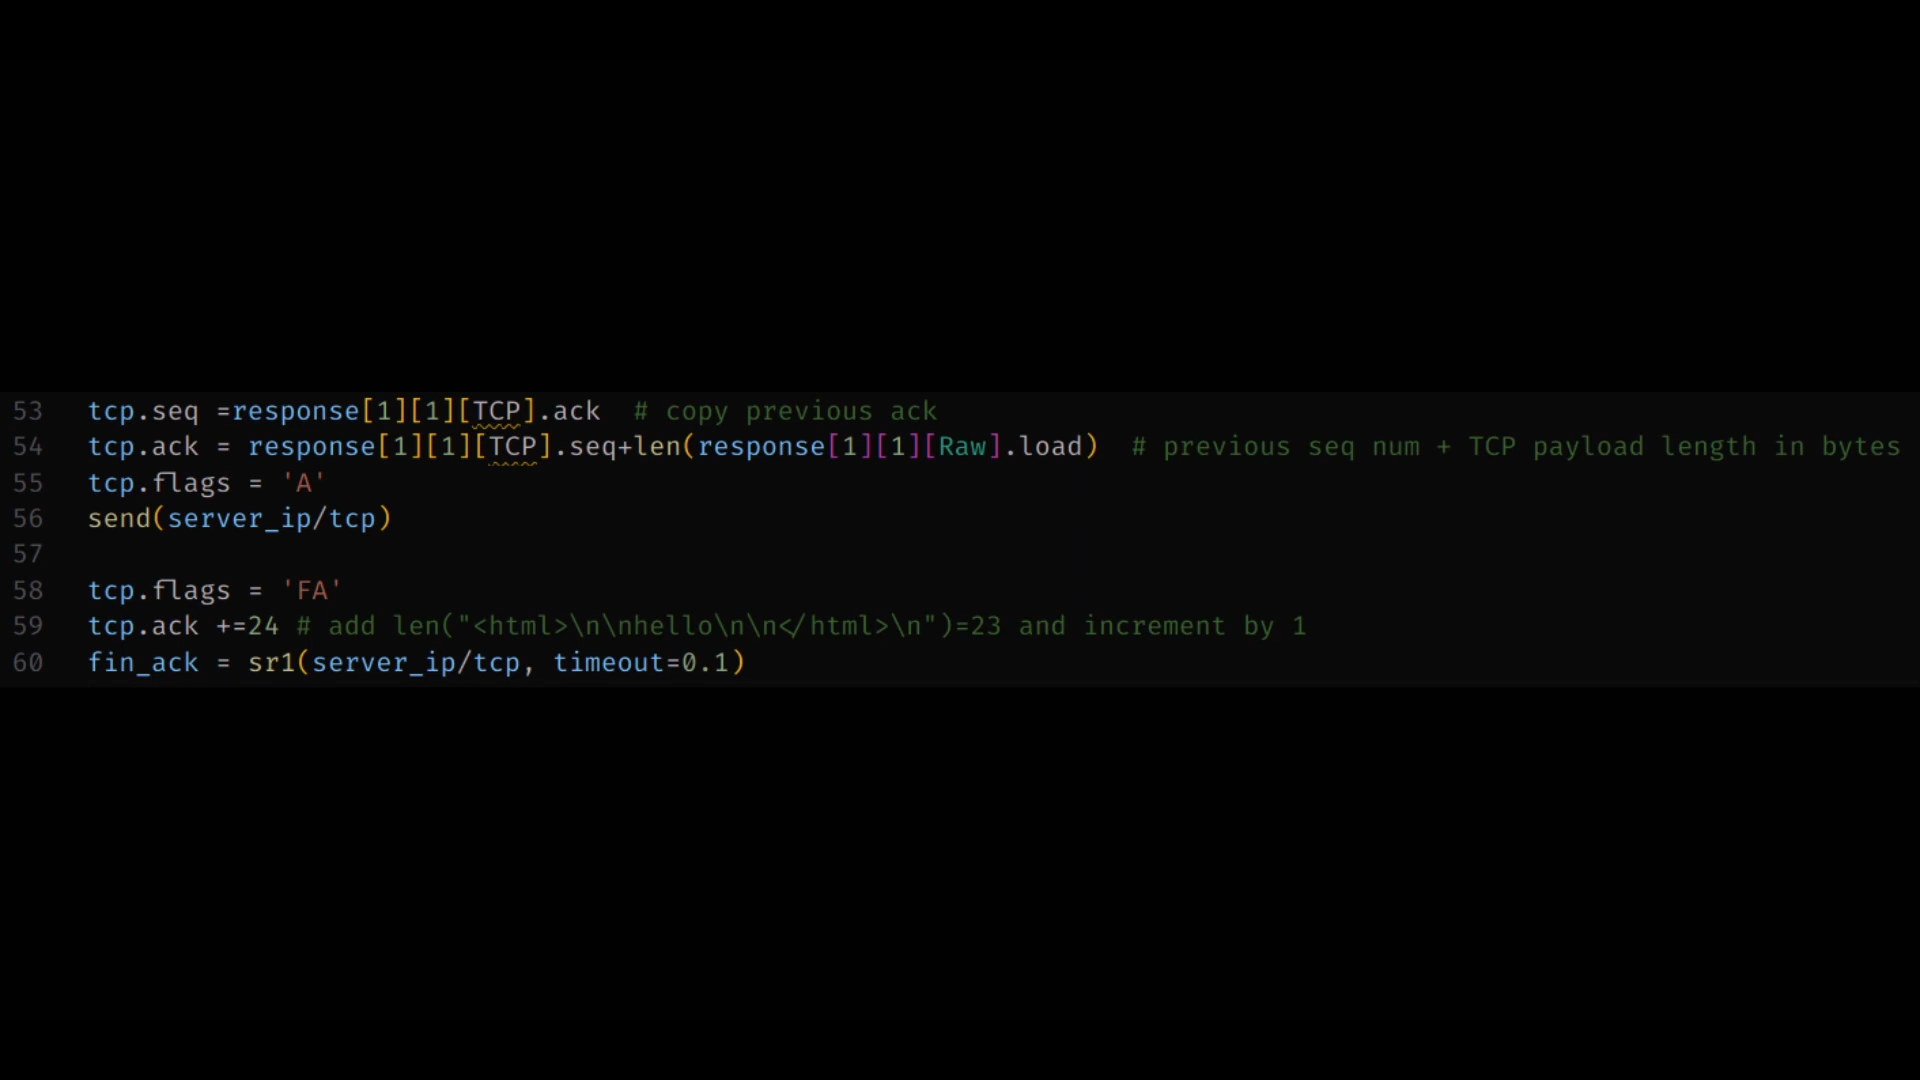 53 tcp.seq =response[1][1][TCP].ack  # copy previous ack
54 tcp.ack = response[1][1][TCP].seq+len(response[1][1][Raw].load)  # previous seq num + TCP payload length in bytes
55 tcp.flags = 'A'
56 send(server_ip/tcp)
57
58 tcp.flags = 'FA'
59 tcp.ack +=24 # add len("<html>\n\nhello\n\n</html>\n")=23 and increment by 1
60 fin_ack = sr1(server_ip/tcp, timeout=0.1)